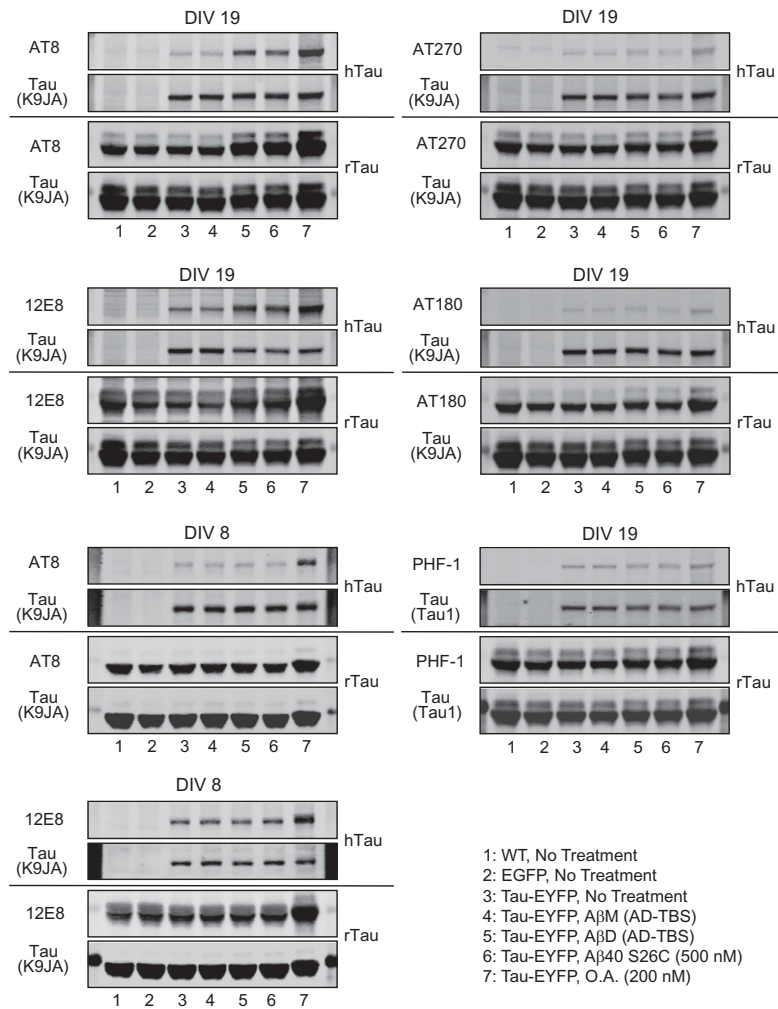 DIV 19
AT8
Tau
(K9JA)
hTau
AT8
Tau
(K9JA)
rTau
1 2 3 4 5 6 7
DIV 19
AT270
Tau
(K9JA)
hTau
AT270
Tau
(K9JA)
rTau
1 2 3 4 5 6 7
DIV 19
12E8
Tau
(K9JA)
hTau
12E8
Tau
(K9JA)
rTau
1 2 3 4 5 6 7
DIV 19
AT180
Tau
(K9JA)
hTau
AT180
Tau
(K9JA)
rTau
1 2 3 4 5 6 7
DIV 8
AT8
Tau
(K9JA)
hTau
AT8
Tau
(K9JA)
rTau
1 2 3 4 5 6 7
DIV 19
PHF-1
Tau
(Tau1)
hTau
PHF-1
Tau
(Tau1)
rTau
1 2 3 4 5 6 7
DIV 8
12E8
Tau
(K9JA)
hTau
12E8
Tau
(K9JA)
rTau
1 2 3 4 5 6 7
1: WT, No Treatment
2: EGFP, No Treatment
3: Tau-EYFP, No Treatment
4: Tau-EYFP, AβM (AD-TBS)
5: Tau-EYFP, AβD (AD-TBS)
6: Tau-EYFP, Aβ40 S26C (500 nM)
7: Tau-EYFP, O.A. (200 nM)